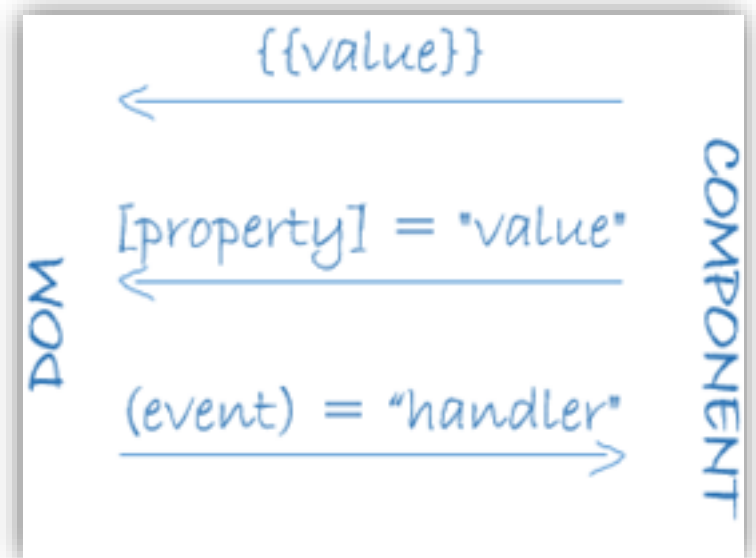 {{value}}
[property] = "value"
(event) = “handler"
DOM
COMPONENT